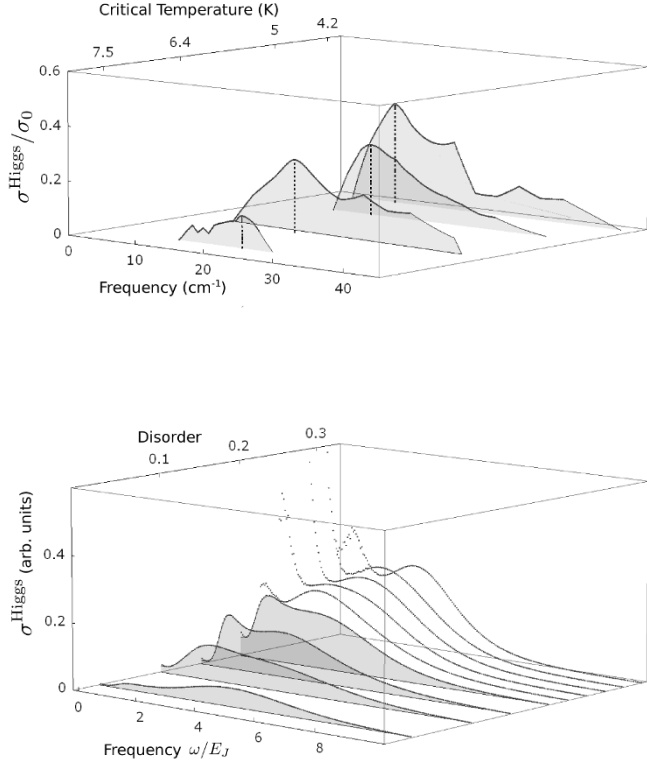 Critical Temperature (K)
7.5 6.4 5 4.2
0.6
0.4
0.2
0
σ^Higgs/σ₀
0 10 20 30 40
Frequency (cm⁻¹)
Disorder
0.1 0.2 0.3
0.4
0.2
0
σ^Higgs (arb. units)
0 2 4 6 8
Frequency ω/E_J